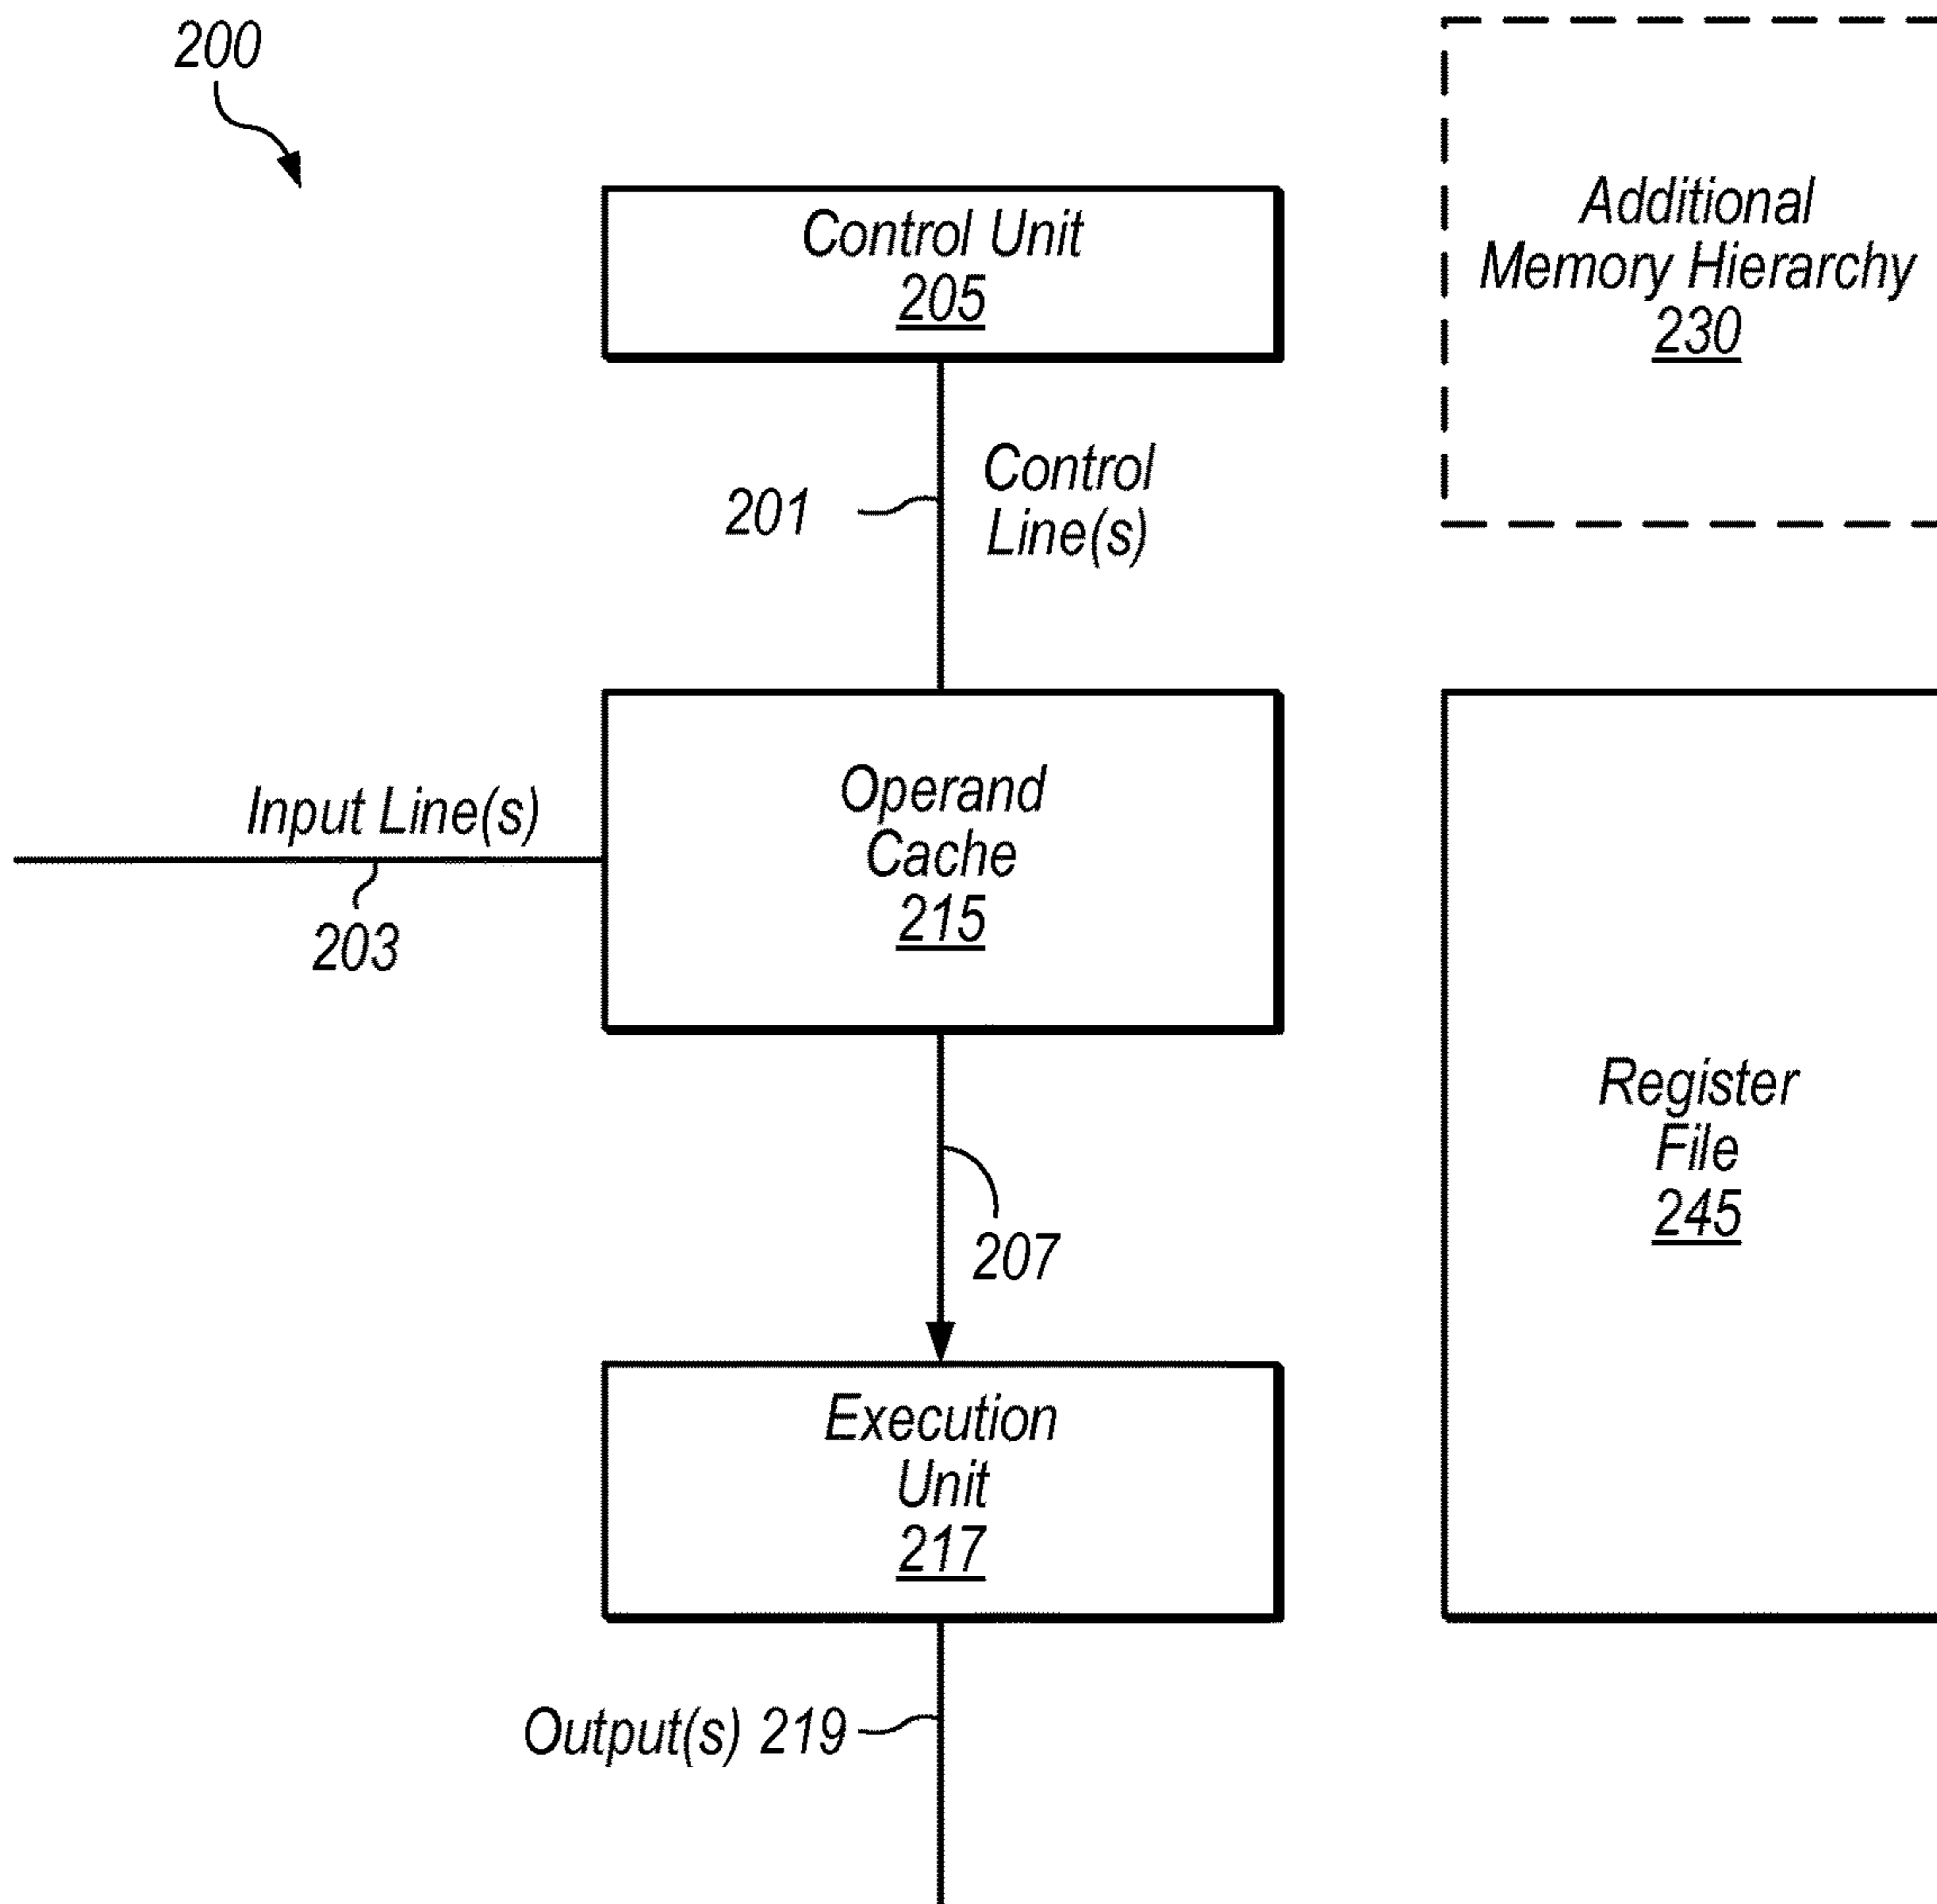 200
Control Unit
205
Additional
Memory Hierarchy
230
201
Control
Line(s)
Input Line(s)
203
Operand
Cache
215
207
Register
File
245
Execution
Unit
217
Output(s) 219